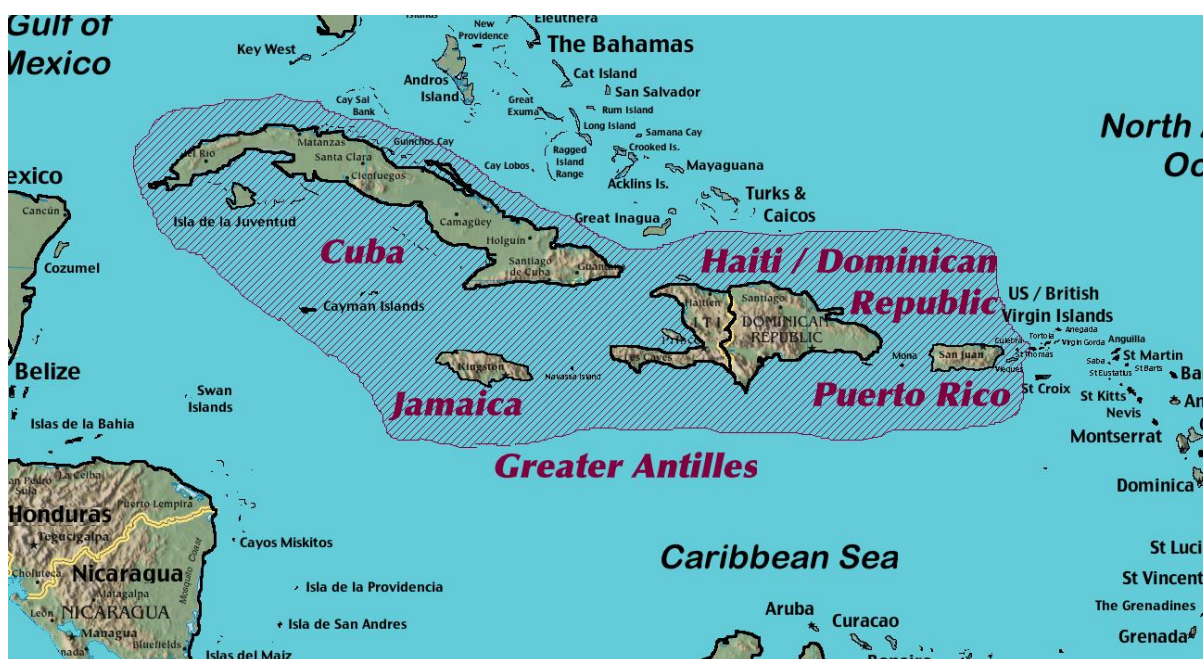 Gulf of
Mexico
Key West
New
Providence
Eleuthera
Islands
The Bahamas
Andros
Island
Cat Island
San Salvador
Cay Sal
Bank
Great
Exuma
Rum Island
Long Island
Samana Cay
Guinchos Cay
Cay Lobos
Ragged
Island
Range
Crooked Is.
Mayaguana
Acklins Is.
Turks &
Caicos
Great Inagua
North
Matanzas
Santa Clara
del Rio
Cienfuegos
Isla de la Juventud
Camagüey
Holguín
Santiago
de Cuba
Cuba
Cancún
Cozumel
Cayman Islands
Haiti / Dominican
Republic
Santiago
DOMINICAN
REPUBLIC
Les Cayes
Kingston
Jamaica
Navassa Island
Mona
San Juan
Puerto Rico
US / British
Virgin Islands
Culebra
Vieques
Tortola
Anegada
Virgin Gorda
St Thomas
St Croix
Anguilla
St Martin
Saba
St Barts
St Eustatius
St Kitts
Nevis
Montserrat
Dominica
Greater Antilles
Belize
Swan
Islands
Islas de la Bahia
La Ceiba
Puerto Lempira
Honduras
Tegucigalpa
Choluteca
Cayos Miskitos
Mosquito Coast
Nicaragua
Matagalpa
León
NICARAGUA
Managua
Bluefields
Isla de la Providencia
Isla de San Andres
Islas del Maiz
Caribbean Sea
Aruba
Curacao
St Vincent
The Grenadines
Grenada